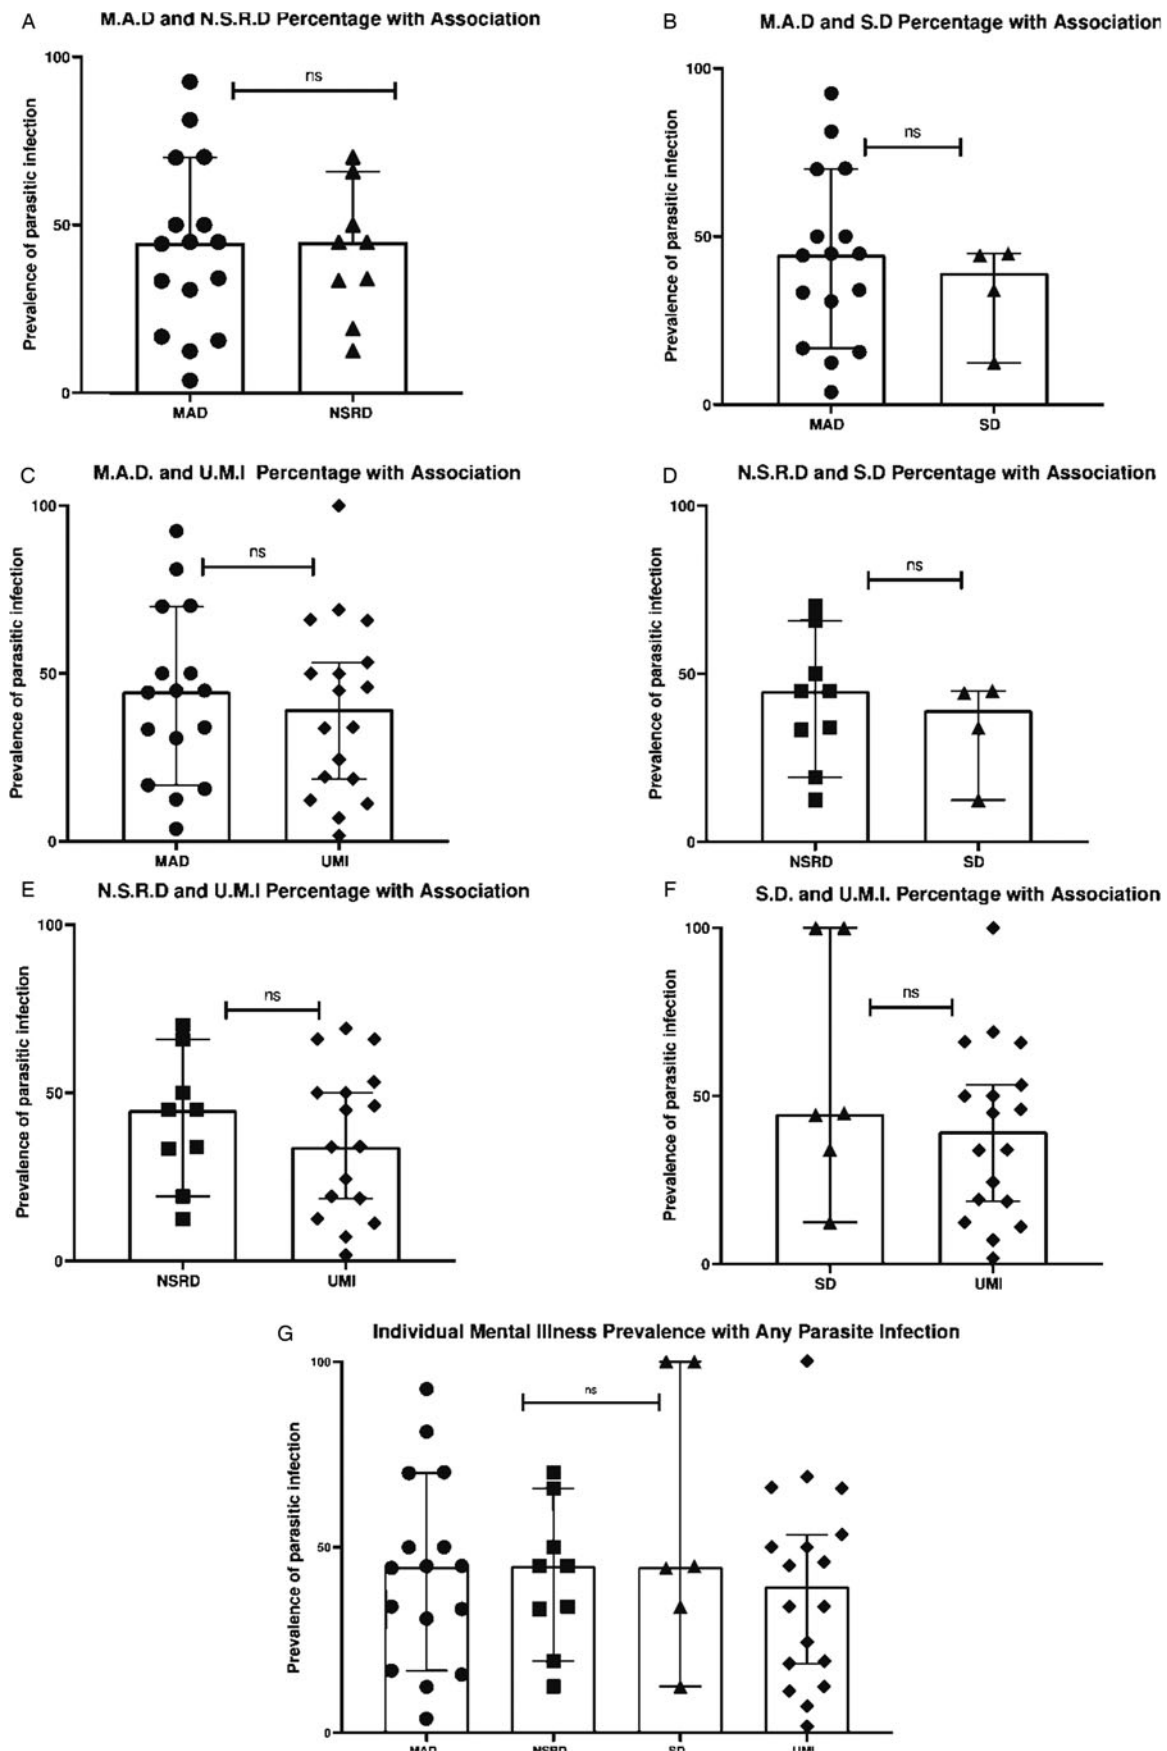 A
M.A.D and N.S.R.D Percentage with Association
Prevalence of parasitic infection
100
50
0
ns
MAD
NSRD
B
M.A.D and S.D Percentage with Association
Prevalence of parasitic infection
100
50
0
ns
MAD
SD
C
M.A.D. and U.M.I Percentage with Association
Prevalence of parasitic infection
100
50
0
ns
MAD
UMI
D
N.S.R.D and S.D Percentage with Association
Prevalence of parasitic infection
100
50
0
ns
NSRD
SD
E
N.S.R.D and U.M.I Percentage with Association
Prevalence of parasitic infection
100
50
0
ns
NSRD
UMI
F
S.D. and U.M.I. Percentage with Association
Prevalence of parasitic infection
100
50
0
ns
SD
UMI
G
Individual Mental Illness Prevalence with Any Parasite Infection
Prevalence of parasitic infection
100
50
0
ns
MAD
NSRD
SD
UMI